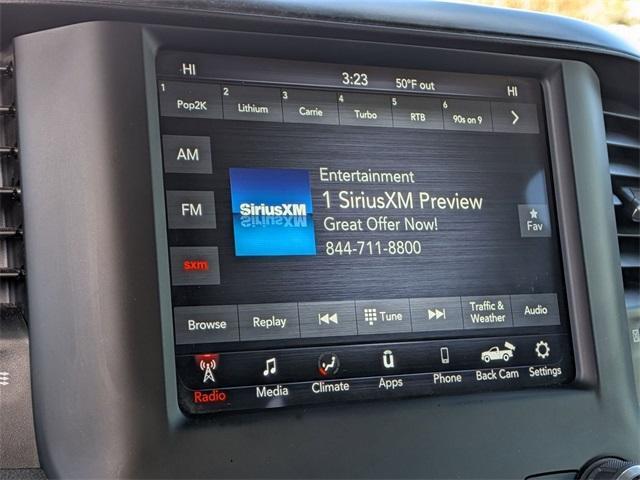 HI 3:23 50°F out HI
1 Pop2K 2 Lithium 3 Carrie 4 Turbo 5 RTB 6 90s on 9
AM
FM
sxm
SiriusXM
Entertainment
1 SiriusXM Preview
Great Offer Now!
844-711-8800
Fav
Browse Replay Tune Traffic & Weather Audio
Radio Media Climate Apps Phone Back Cam Settings